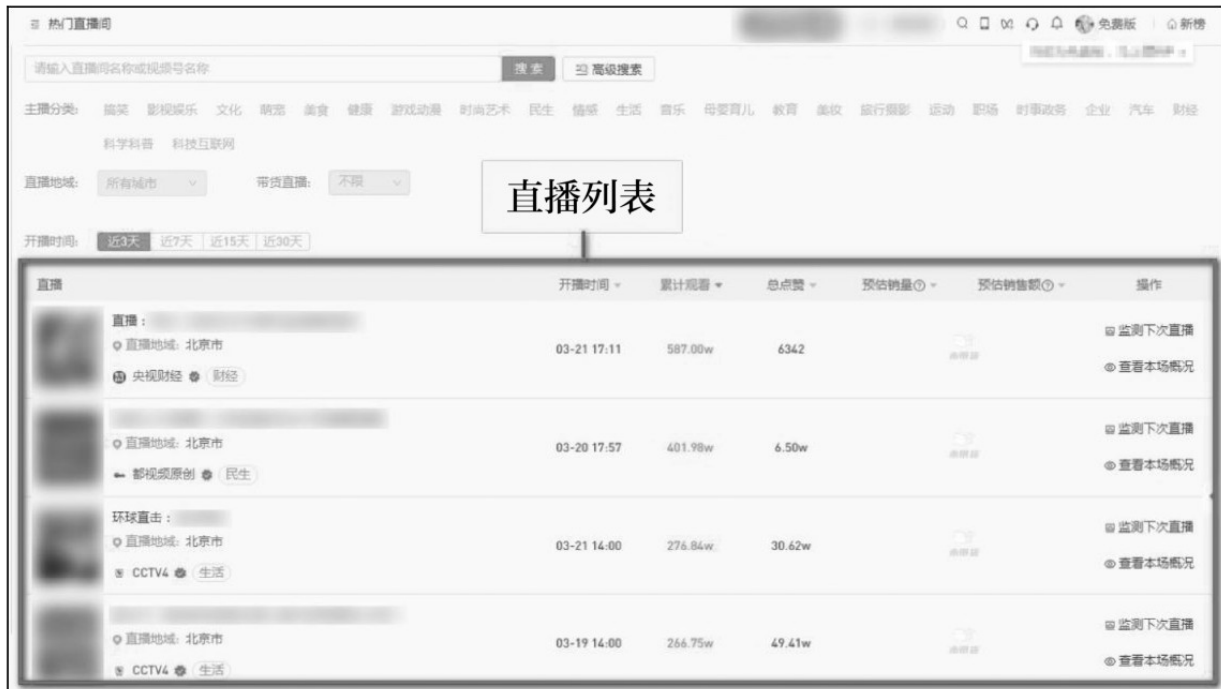 热门直播间
免费版 新榜
请输入直播间名称或视频号名称 搜索 高级搜索
主播分类: 搞笑 影视娱乐 文化 萌宠 美食 健康 游戏动漫 时尚艺术 民生 情感 生活 音乐 母婴育儿 教育 美妆 旅行摄影 运动 职场 时事政务 企业 汽车 财经
科学科普 科技互联网
直播地域: 所有城市 带货直播: 不限
直播列表
开播时间: 近3天 近7天 近15天 近30天
直播 开播时间 累计观看 总点赞 预估销量 预估销售额 操作
直播:
直播地域: 北京市
央视财经 财经
03-21 17:11 587.00w 6342
监测下次直播
查看本场概况
直播地域: 北京市
都视频原创 民生
03-20 17:57 401.98w 6.50w
监测下次直播
查看本场概况
环球直击:
直播地域: 北京市
CCTV4 生活
03-21 14:00 276.84w 30.62w
监测下次直播
查看本场概况
直播地域: 北京市
CCTV4 生活
03-19 14:00 266.75w 49.41w
监测下次直播
查看本场概况